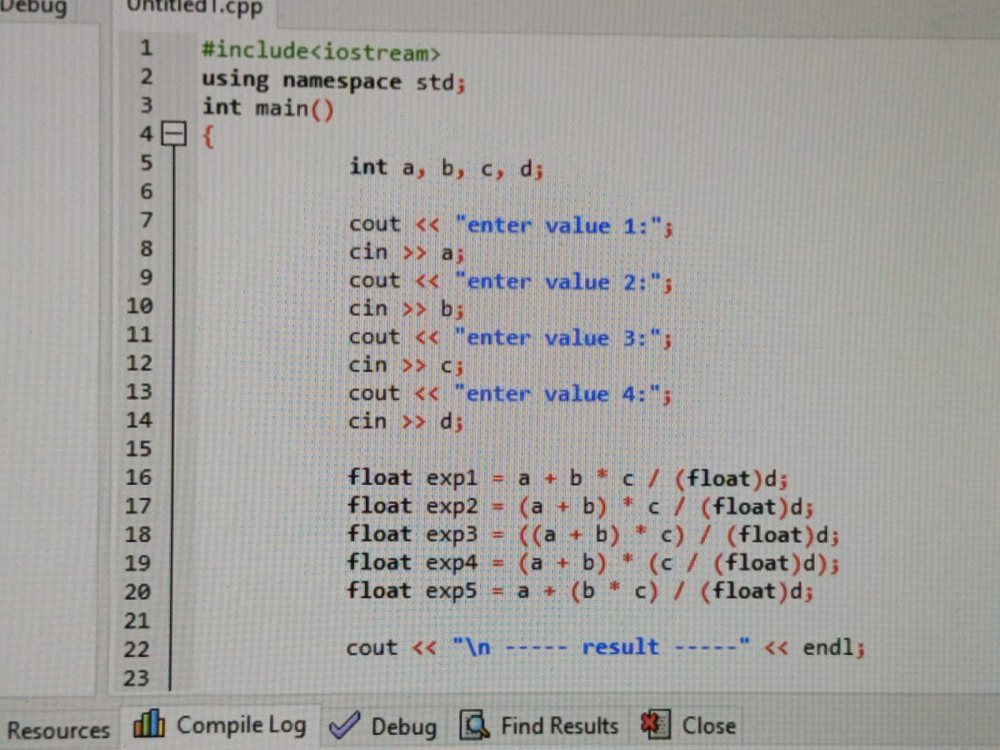 Debug Untitled1.cpp
1 #include<iostream>
2 using namespace std;
3 int main()
4 {
5 int a, b, c, d;
6
7 cout << "enter value 1:";
8 cin >> a;
9 cout << "enter value 2:";
10 cin >> b;
11 cout << "enter value 3:";
12 cin >> c;
13 cout << "enter value 4:";
14 cin >> d;
15
16 float exp1 = a + b * c / (float)d;
17 float exp2 = (a + b) * c / (float)d;
18 float exp3 = ((a + b) * c) / (float)d;
19 float exp4 = (a + b) * (c / (float)d);
20 float exp5 = a + (b * c) / (float)d;
21
22 cout << "\n ----- result -----" << endl;
23
Resources Compile Log Debug Find Results Close